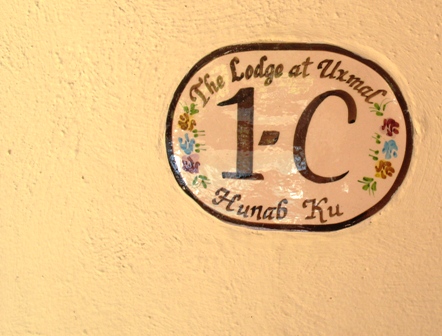 The Lodge at Uxmal
1-C
Hunab Ku